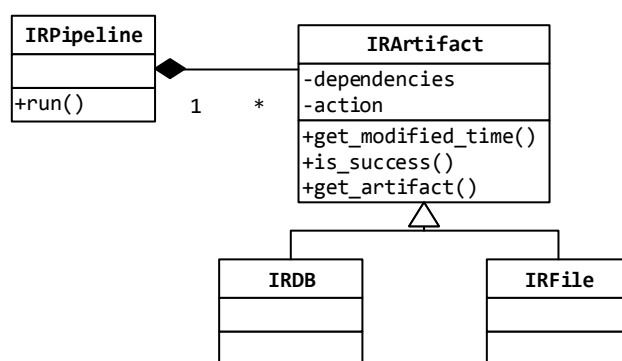 IRPipeline
+run()
1 *
IRArtifact
-dependencies
-action
+get_modified_time()
+is_success()
+get_artifact()
IRDB
IRFile